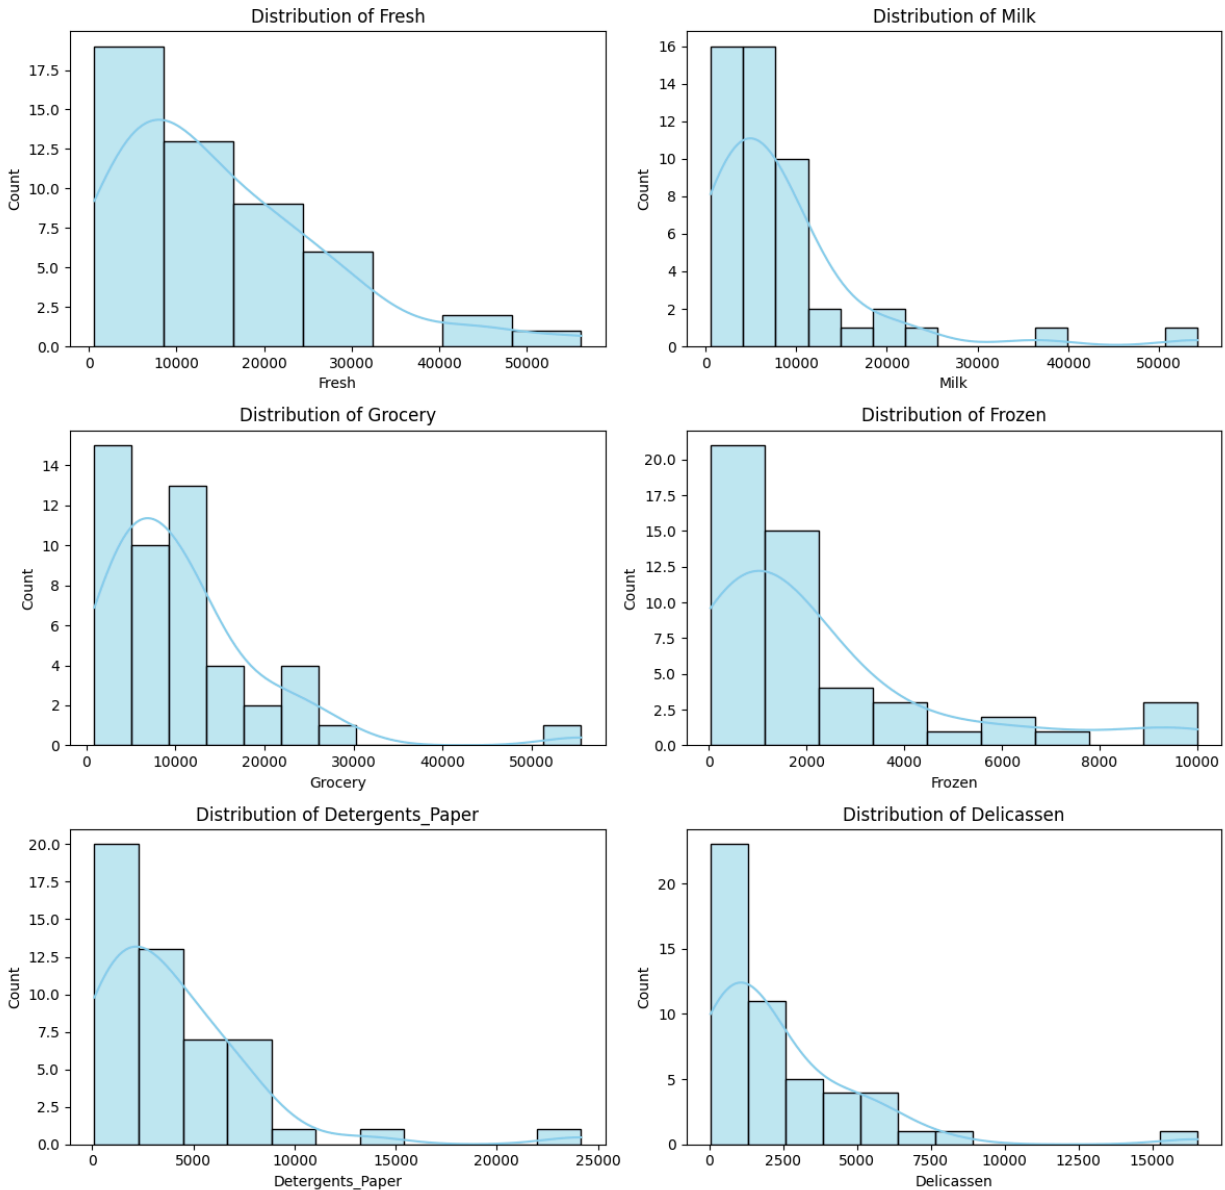 Distribution of Fresh
17.5
15.0
12.5
10.0
7.5
5.0
2.5
0.0
Count
0 10000 20000 30000 40000 50000
Fresh
Distribution of Milk
16
14
12
10
8
6
4
2
0
Count
0 10000 20000 30000 40000 50000
Milk
Distribution of Grocery
14
12
10
8
6
4
2
0
Count
0 10000 20000 30000 40000 50000
Grocery
Distribution of Frozen
20.0
17.5
15.0
12.5
10.0
7.5
5.0
2.5
0.0
Count
0 2000 4000 6000 8000 10000
Frozen
Distribution of Detergents_Paper
20.0
17.5
15.0
12.5
10.0
7.5
5.0
2.5
0.0
Count
0 5000 10000 15000 20000 25000
Detergents_Paper
Distribution of Delicassen
20
15
10
5
0
Count
0 2500 5000 7500 10000 12500 15000
Delicassen